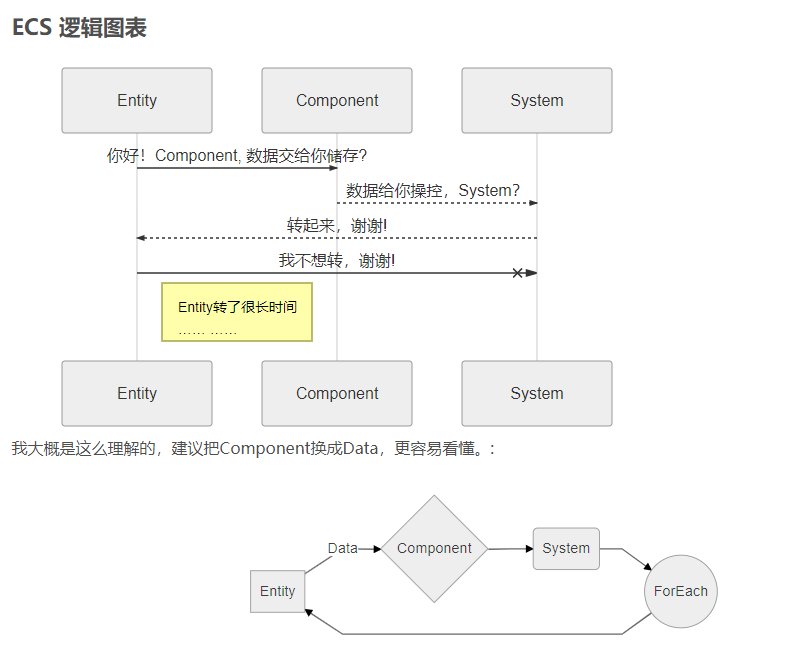 ECS 逻辑图表
Entity Component System
你好！Component, 数据交给你储存?
数据给你操控，System?
转起来，谢谢!
我不想转，谢谢!
Entity转了很长时间
...... ......
Entity Component System
我大概是这么理解的，建议把Component换成Data，更容易看懂。:
Data Component System
Entity ForEach